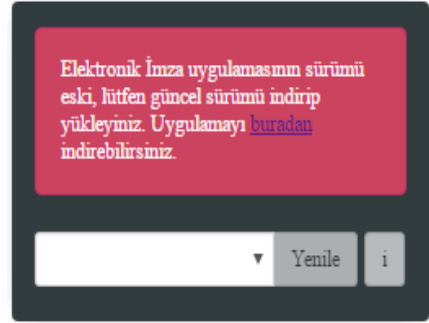 Elektronik İmza uygulamasının sürümü
eski, lütfen güncel sürümü indirip
yükleyiniz. Uygulamayı buradan
indirebilirsiniz.
Yenile i